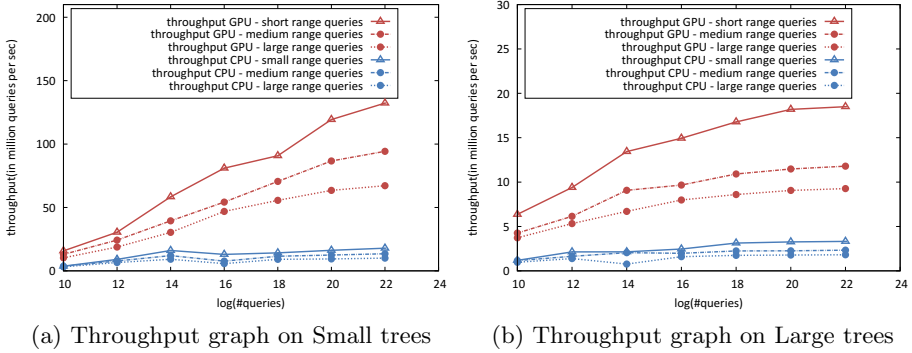 throughput(in million queries per sec)
200
150
100
50
0
throughput GPU - short range queries
throughput GPU - medium range queries
throughput GPU - large range queries
throughput CPU - small range queries
throughput CPU - medium range queries
throughput CPU - large range queries
10 12 14 16 18 20 22 24
log(#queries)
(a) Throughput graph on Small trees
throughput(in million queries per sec)
30
25
20
15
10
5
0
throughput GPU - short range queries
throughput GPU - medium range queries
throughput GPU - large range queries
throughput CPU - small range queries
throughput CPU - medium range queries
throughput CPU - large range queries
10 12 14 16 18 20 22 24
log(#queries)
(b) Throughput graph on Large trees